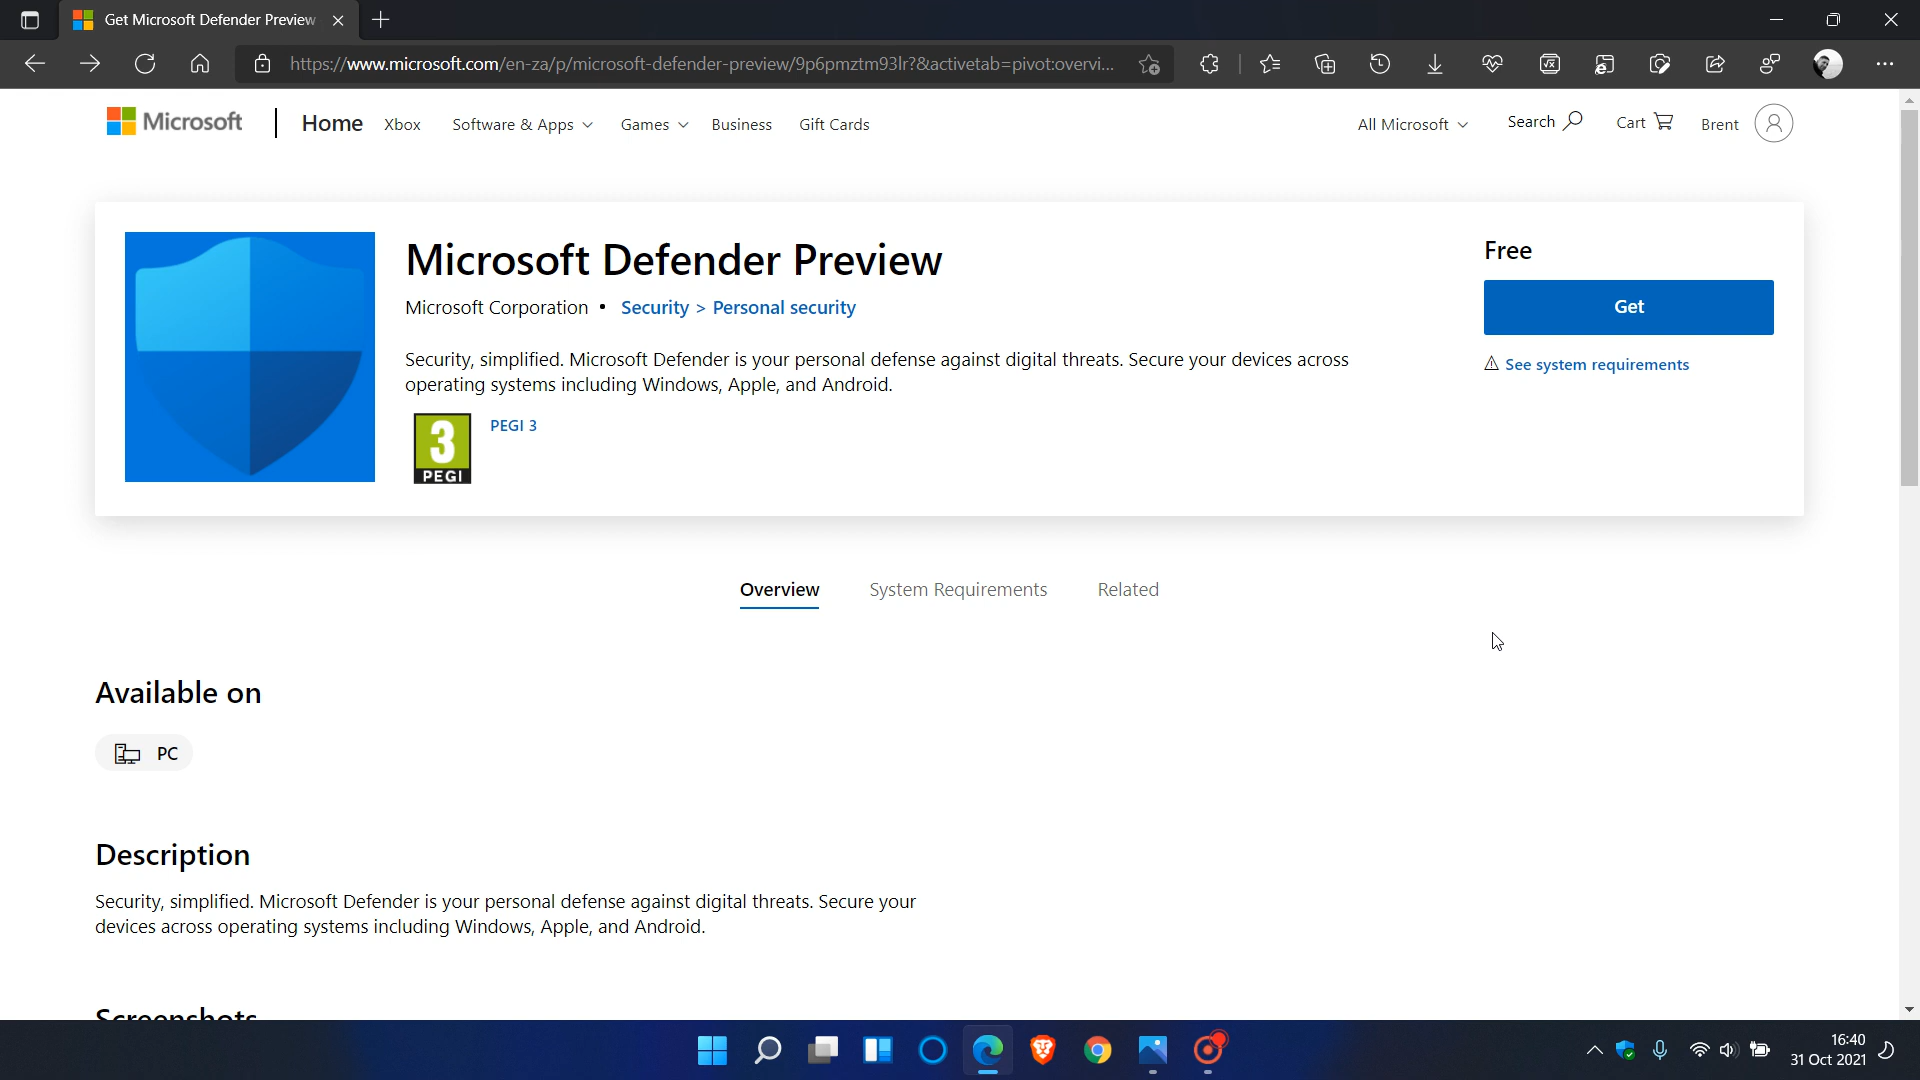 Get Microsoft Defender Preview
https://www.microsoft.com/en-za/p/microsoft-defender-preview/9p6pmztm93lr?&activetab=pivot:overvi...
Microsoft Home Xbox Software & Apps Games Business Gift Cards All Microsoft Search Cart Brent
Microsoft Defender Preview
Microsoft Corporation • Security > Personal security
Security, simplified. Microsoft Defender is your personal defense against digital threats. Secure your devices across
operating systems including Windows, Apple, and Android.
3
PEGI
PEGI 3
Free
Get
See system requirements
Overview System Requirements Related
Available on
PC
Description
Security, simplified. Microsoft Defender is your personal defense against digital threats. Secure your
devices across operating systems including Windows, Apple, and Android.
Screenshots
16:40
31 Oct 2021